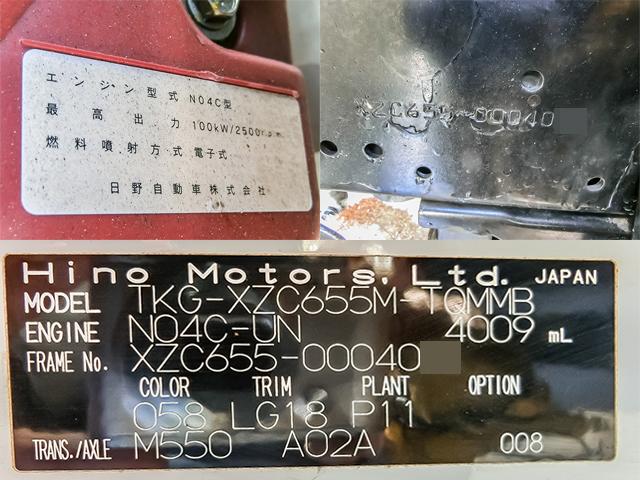 エンジン型式 N04C型
最高出力 100kW/2500r.p.m
燃料噴射方式 電子式
日野自動車株式会社
XZC655-00040
Hino Motors, Ltd. JAPAN
MODEL TKG-XZC655M-TQMMB
ENGINE N04C-UN 4009 mL
FRAME No. XZC655-00040
COLOR TRIM PLANT OPTION
058 LG18 P11
TRANS./AXLE M550 A02A 008